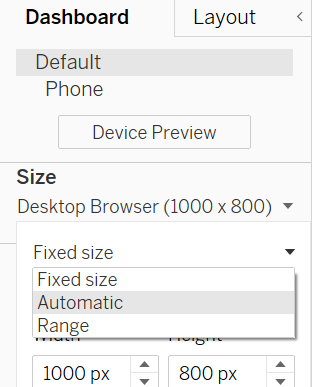 Dashboard
Layout
Default
Phone
Device Preview
Size
Desktop Browser (1000 x 800)
Fixed size
Fixed size
Automatic
Range
Width
Height
1000 px
800 px